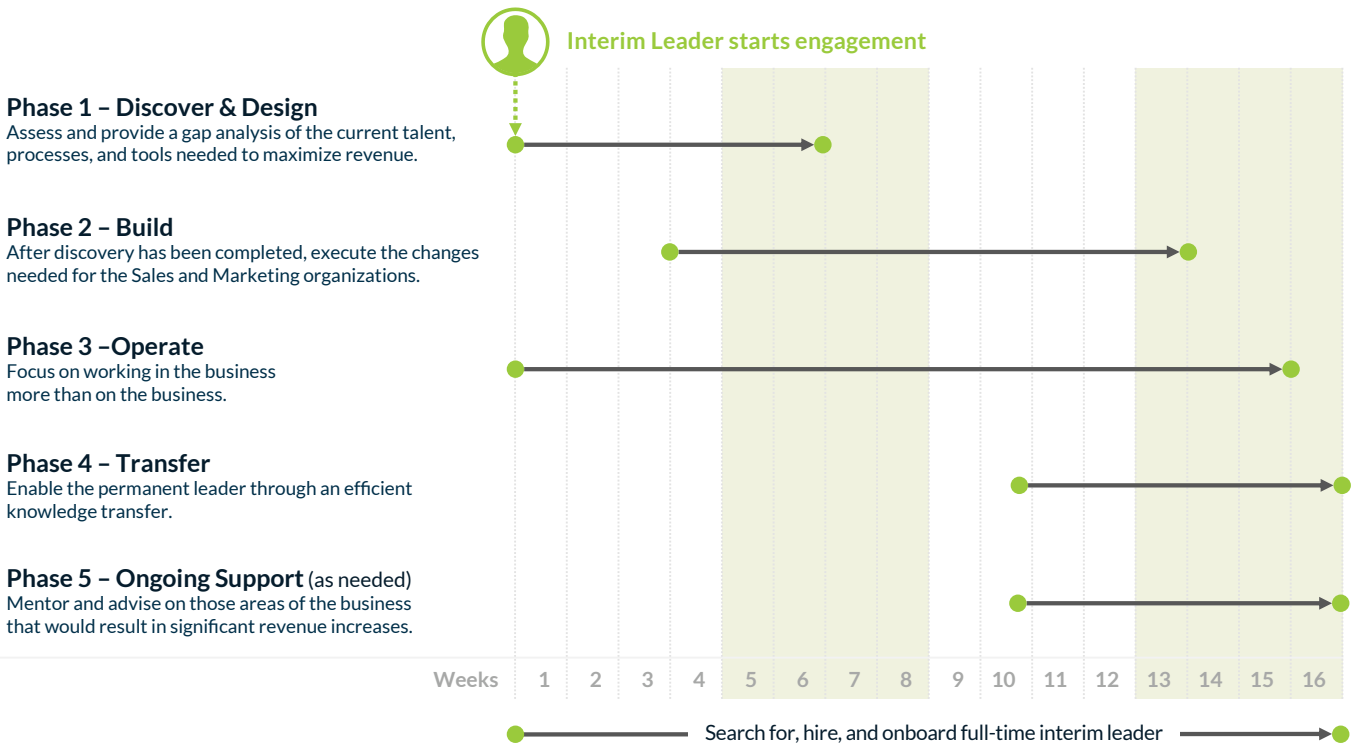 Interim Leader starts engagement
Phase 1 – Discover & Design
Assess and provide a gap analysis of the current talent,
processes, and tools needed to maximize revenue.
Phase 2 – Build
After discovery has been completed, execute the changes
needed for the Sales and Marketing organizations.
Phase 3 –Operate
Focus on working in the business
more than on the business.
Phase 4 – Transfer
Enable the permanent leader through an efficient
knowledge transfer.
Phase 5 – Ongoing Support (as needed)
Mentor and advise on those areas of the business
that would result in significant revenue increases.
Weeks 1 2 3 4 5 6 7 8 9 10 11 12 13 14 15 16
Search for, hire, and onboard full-time interim leader